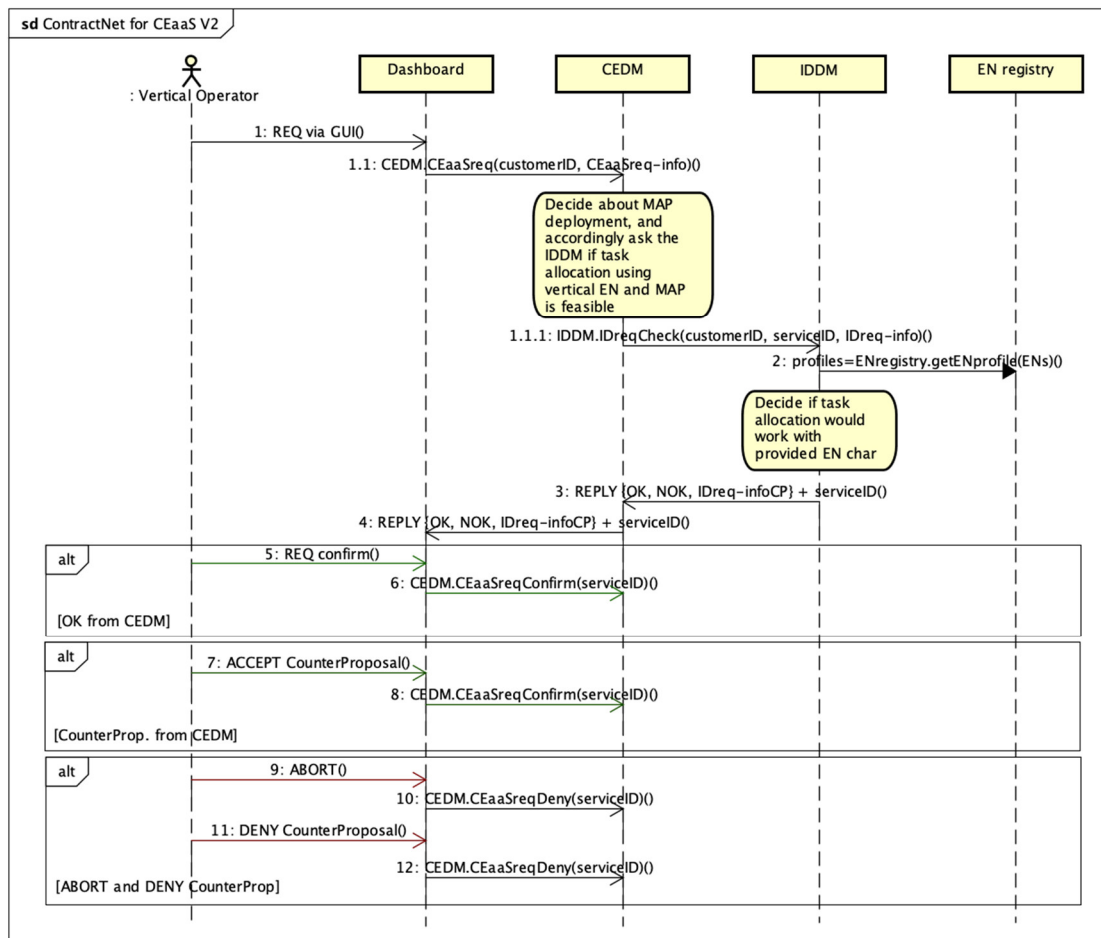 sd ContractNet for CEaaS V2
: Vertical Operator
Dashboard
CEDM
IDDM
EN registry
1: REQ via GUI()
1.1: CEDM.CEaaSreq(customerID, CEaaSreq-info)()
Decide about MAP
deployment, and
accordingly ask the
IDDM if task
allocation using
vertical EN and MAP
is feasible
1.1.1: IDDM.IDreqCheck(customerID, serviceID, IDreq-info)()
2: profiles=ENregistry.getENprofile(ENs)()
Decide if task
allocation would
work with
provided EN char
3: REPLY {OK, NOK, IDreq-infoCP} + serviceID()
4: REPLY {OK, NOK, IDreq-infoCP} + serviceID()
alt
5: REQ confirm()
6: CEDM.CEaaSreqConfirm(serviceID)()
[OK from CEDM]
alt
7: ACCEPT CounterProposal()
8: CEDM.CEaaSreqConfirm(serviceID)()
[CounterProp. from CEDM]
alt
9: ABORT()
10: CEDM.CEaaSreqDeny(serviceID)()
11: DENY CounterProposal()
12: CEDM.CEaaSreqDeny(serviceID)()
[ABORT and DENY CounterProp]